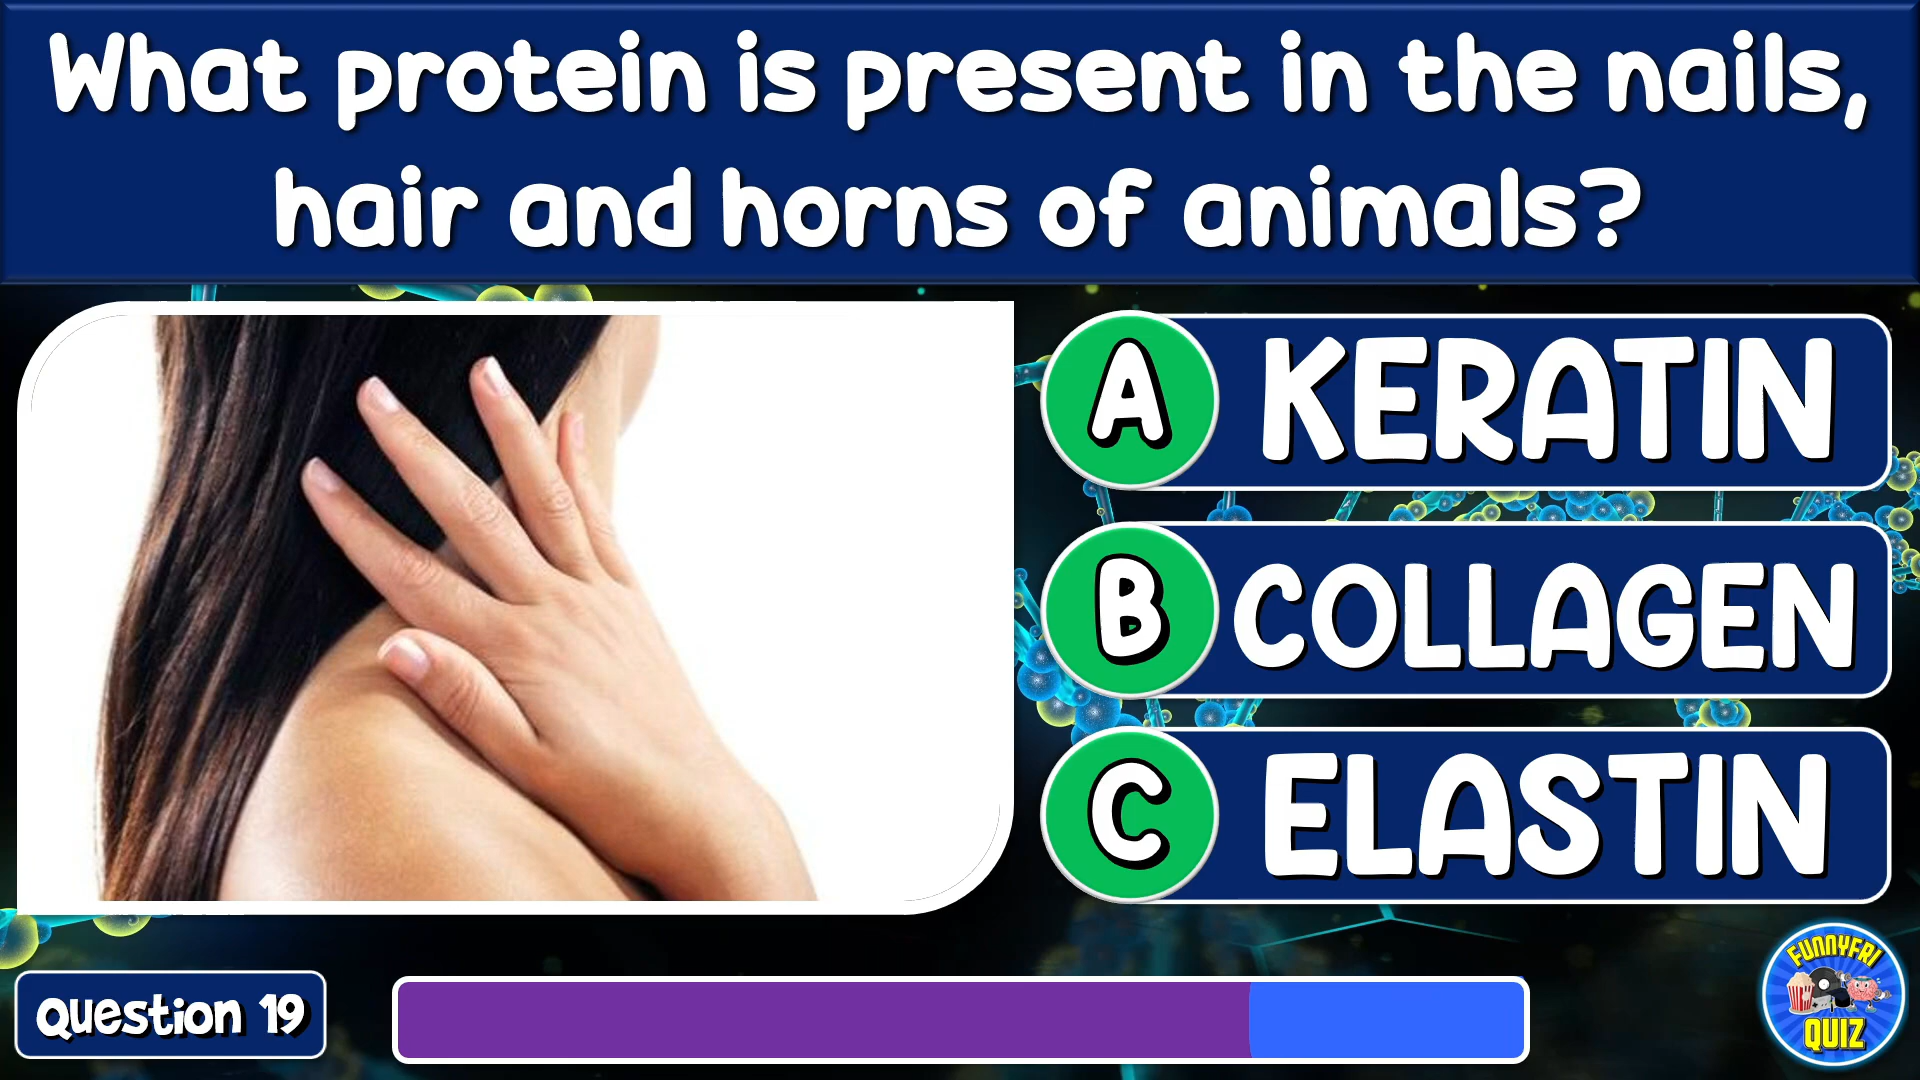 What protein is present in the nails,
hair and horns of animals?
A KERATIN
B COLLAGEN
C ELASTIN
Question 19
FUNNYFRI
QUIZ